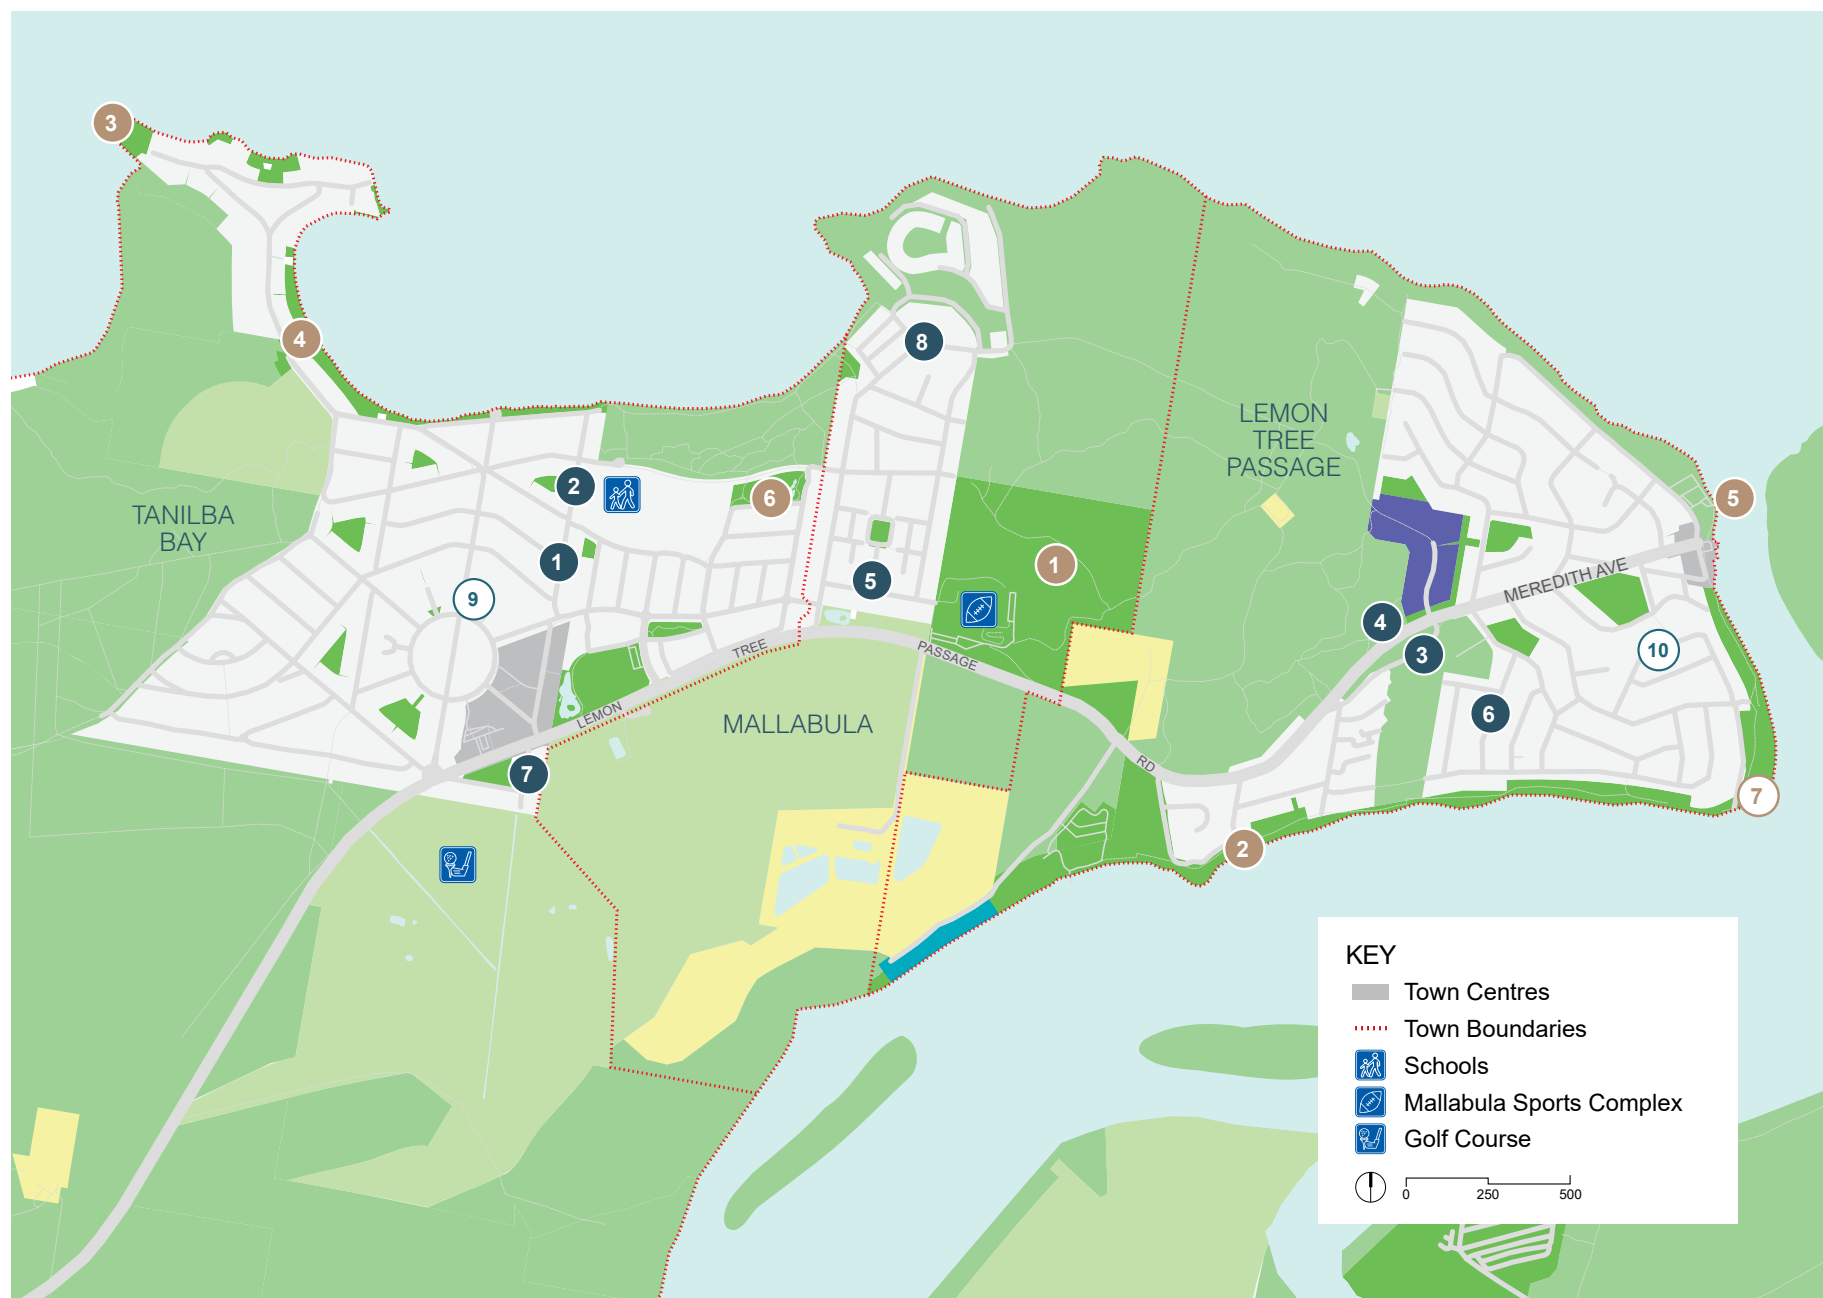 3
4
8
LEMON
TREE
PASSAGE
2
6
5
TANILBA
BAY
1
1
9
5
MEREDITH AVE
4
3
10
LEMON
TREE
PASSAGE
RD
MALLABULA
6
7
7
2
KEY
Town Centres
Town Boundaries
Schools
Mallabula Sports Complex
Golf Course
0 250 500